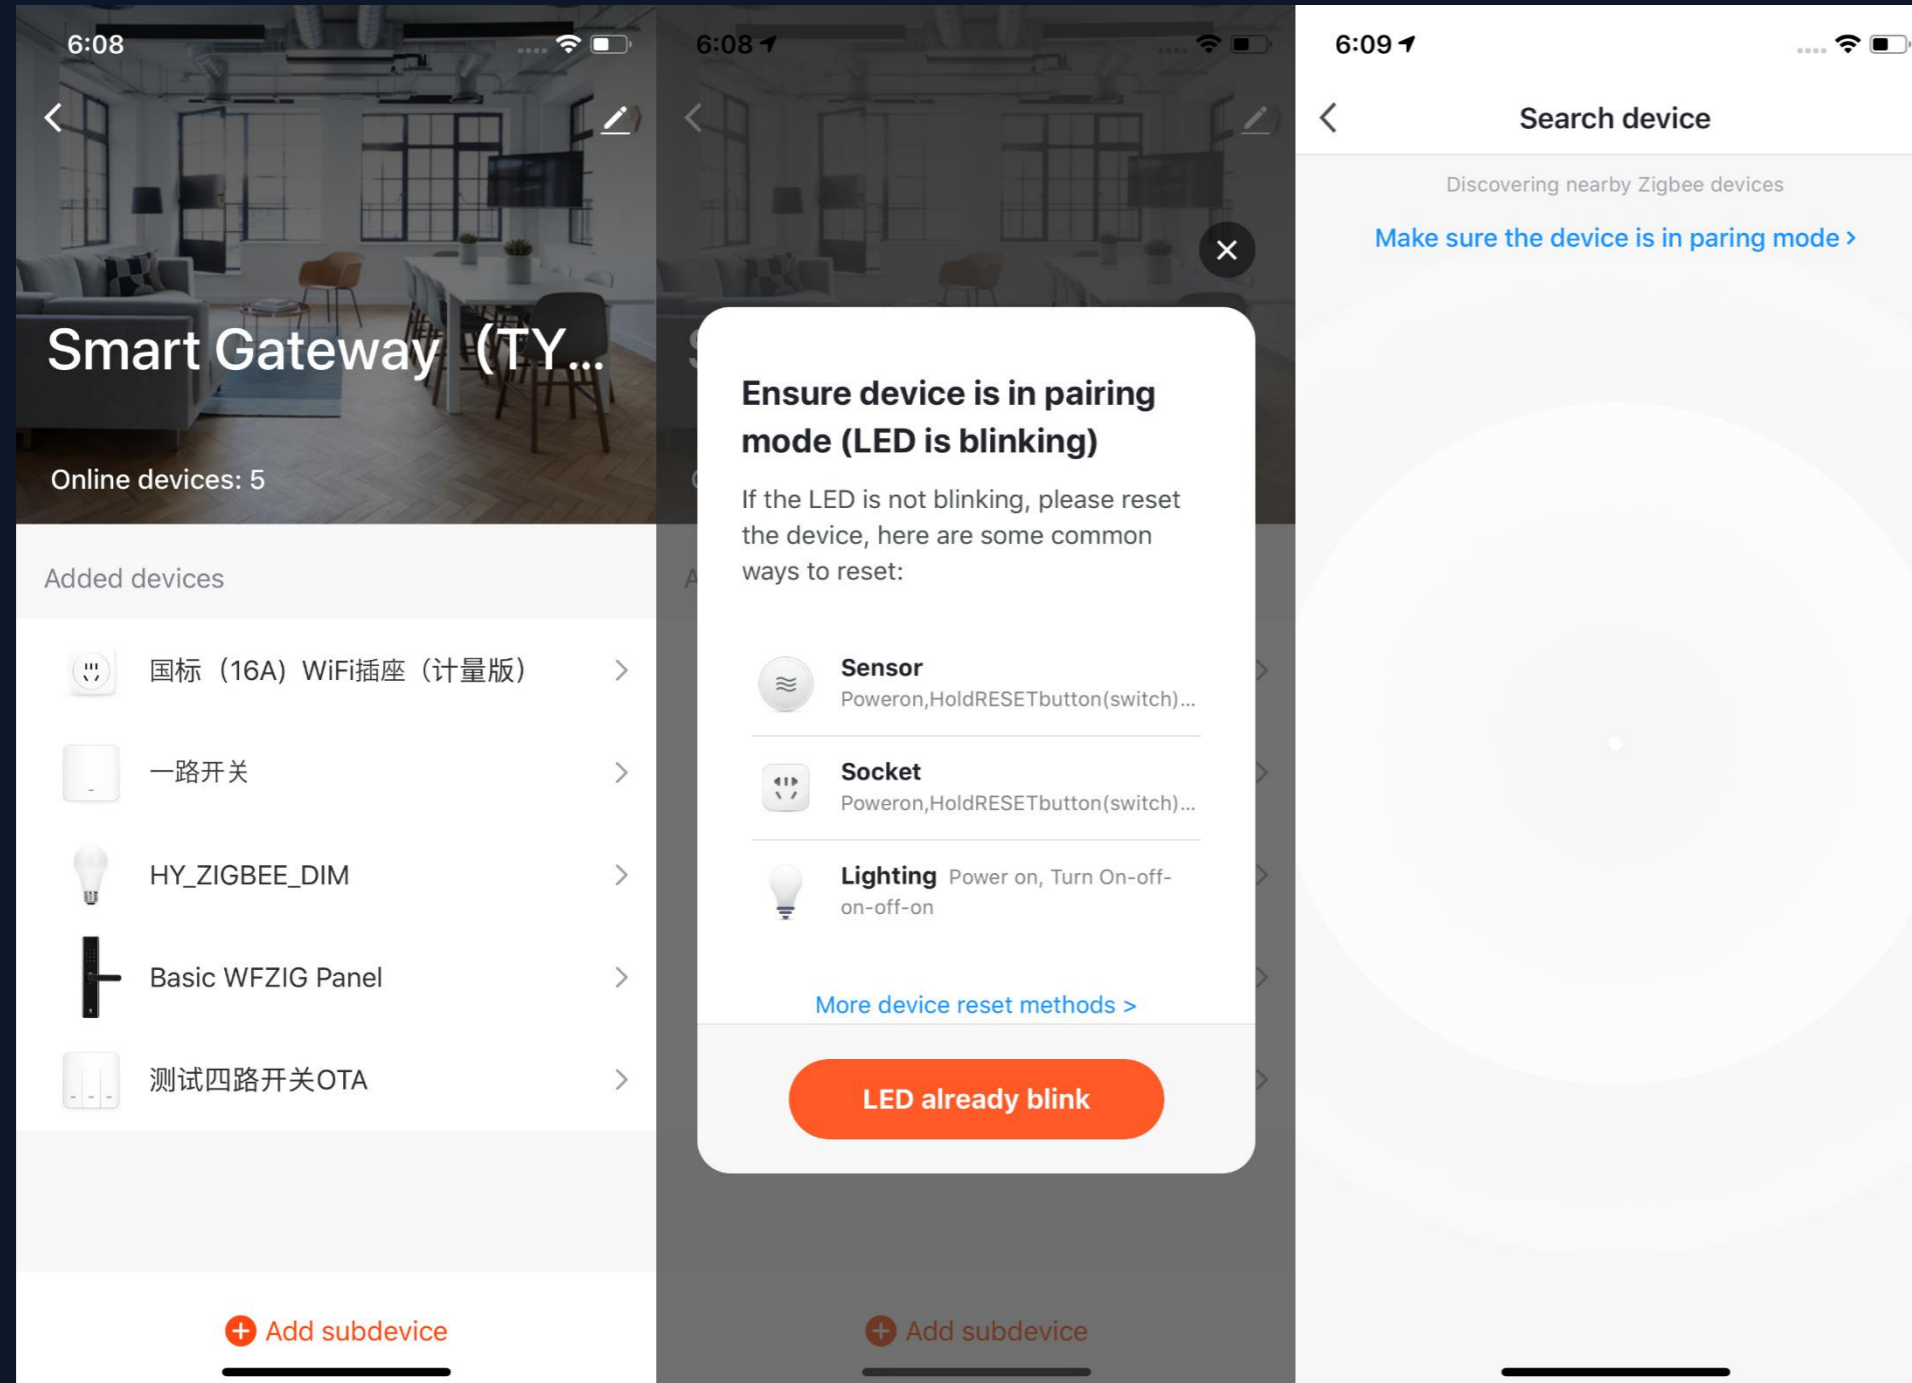 6:08
Smart Gateway（TY...
Online devices: 5
Added devices
国标（16A）WiFi插座（计量版）
一路开关
HY_ZIGBEE_DIM
Basic WFZIG Panel
测试四路开关OTA
Add subdevice
6:08
Ensure device is in pairing
mode (LED is blinking)
If the LED is not blinking, please reset
the device, here are some common
ways to reset:
Sensor
Poweron,HoldRESETbutton(switch)...
Socket
Poweron,HoldRESETbutton(switch)...
Lighting Power on, Turn On-off-
on-off-on
More device reset methods >
LED already blink
Add subdevice
6:09
Search device
Discovering nearby Zigbee devices
Make sure the device is in paring mode >